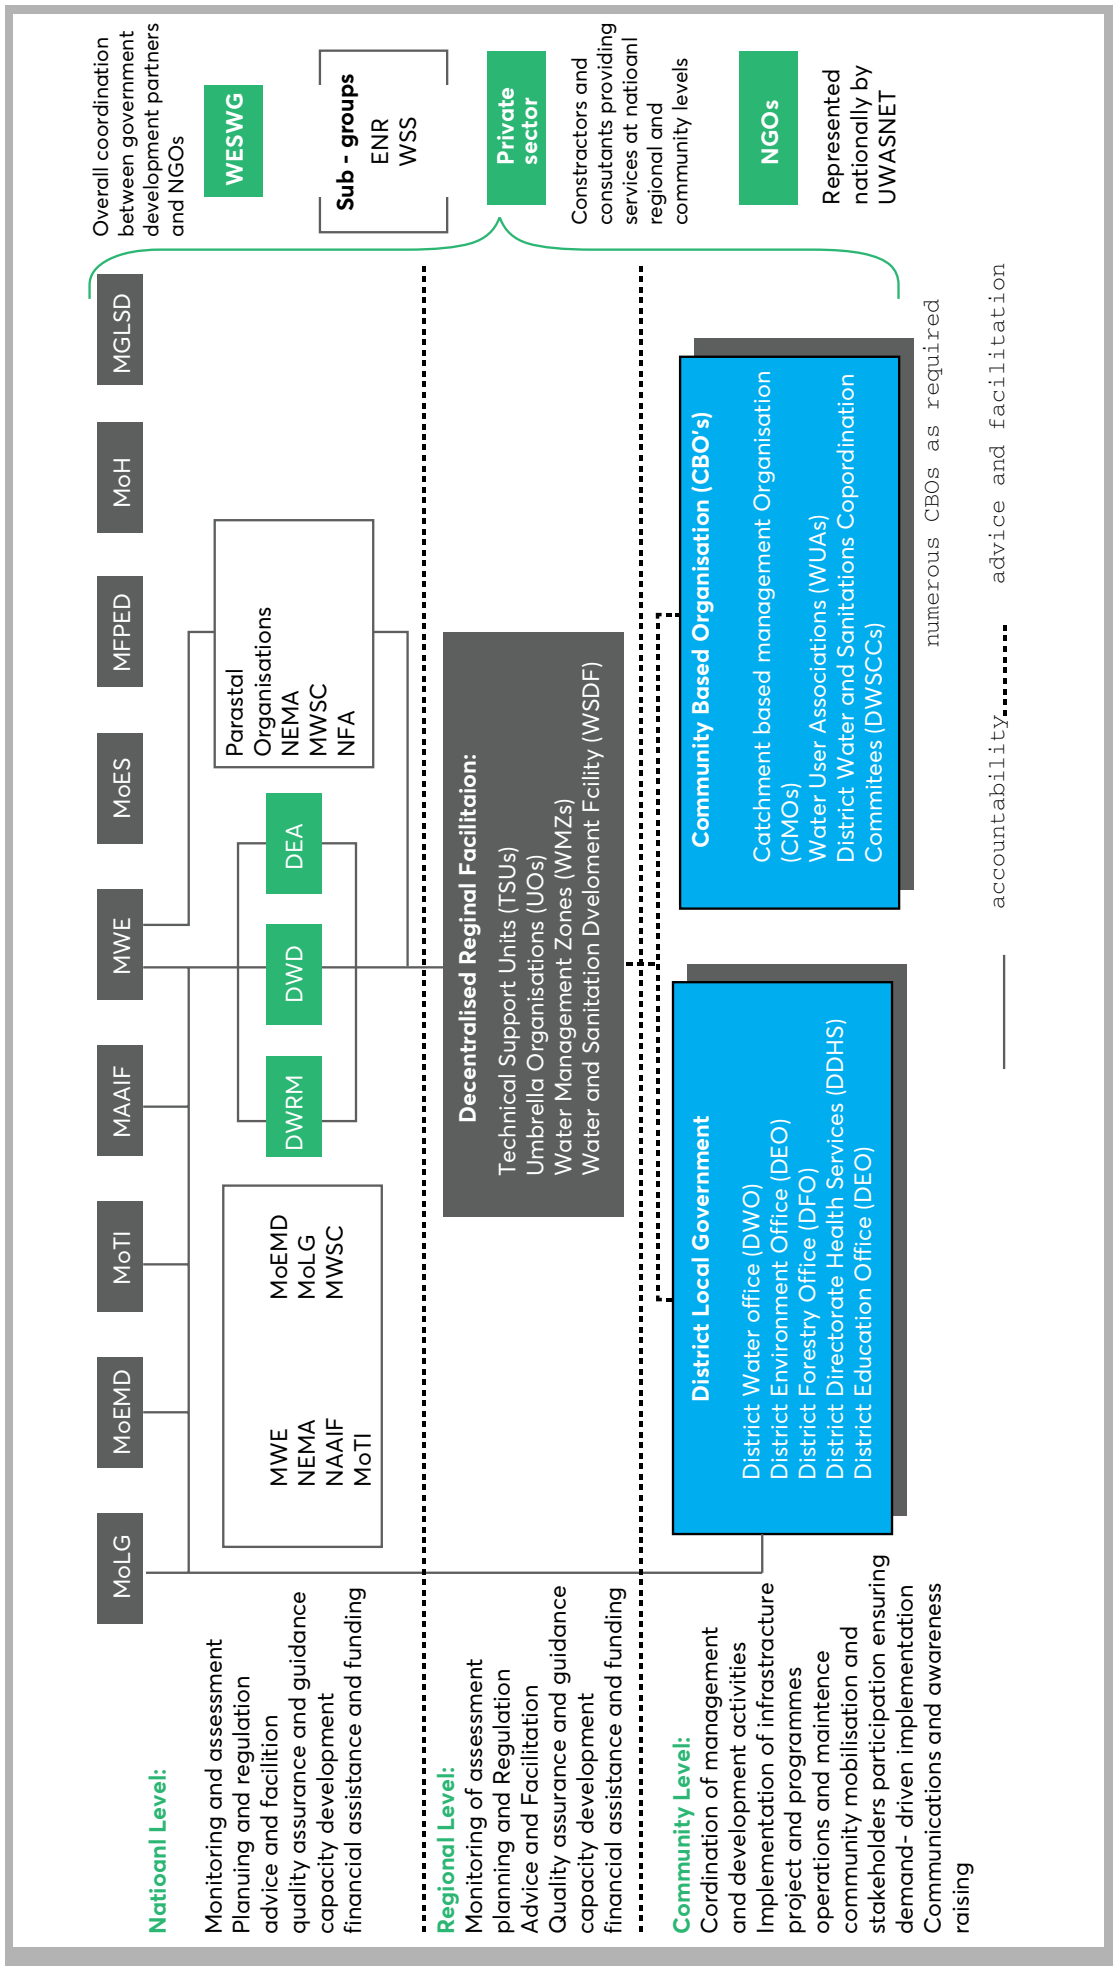 MoLG
MoEMD
MoTI
MAAIF
MWE
MoES
MFPED
MoH
MGLSD
Natioanl Level:
Monitoring and assessment
Planuing and regulation
advice and facilition
quality assurance and guidance
capacity development
financial assistance and funding
MWE
NEMA
NAAIF
MoTI
MoEMD
MoLG
MWSC
DWRM
DWD
DEA
Parastal
Organisations
NEMA
MWSC
NFA
Regional Level:
Monitoring of assessment
planning and Regulation
Advice and Facilitation
Quality assurance and guidance
capacity development
financial assistance and funding
Decentralised Reginal Facilitaion:
Technical Support Units (TSUs)
Umbrella Organisations (UOs)
Water Management Zones (WMZs)
Water and Sanitation Dveloment Fcility (WSDF)
Community Level:
Cordination of management
and development activities
Implementation of infrastracture
project and programmes
operations and maintence
community mobilisation and
stakeholders participation ensuring
demand- driven implementation
Communications and awareness
raising
District Local Government
District Water office (DWO)
District Environment Office (DEO)
District Forestry Office (DFO)
District Directorate Health Services (DDHS)
District Education Office (DEO)
Community Based Organisation (CBO's)
Catchment based management Organisation
(CMOs)
Water User Associations (WUAs)
District Water and Sanitations Copordination
Commitees (DWSCCs)
numerous CBOs as required
accountability
advice and facilitation
Overall coordination
between government
development partners
and NGOs
WESWG
Sub - groups
ENR
WSS
Private
sector
Constractors and
consutants providing
services at natioanl
regional and
community levels
NGOs
Represented
nationally by
UWASNET